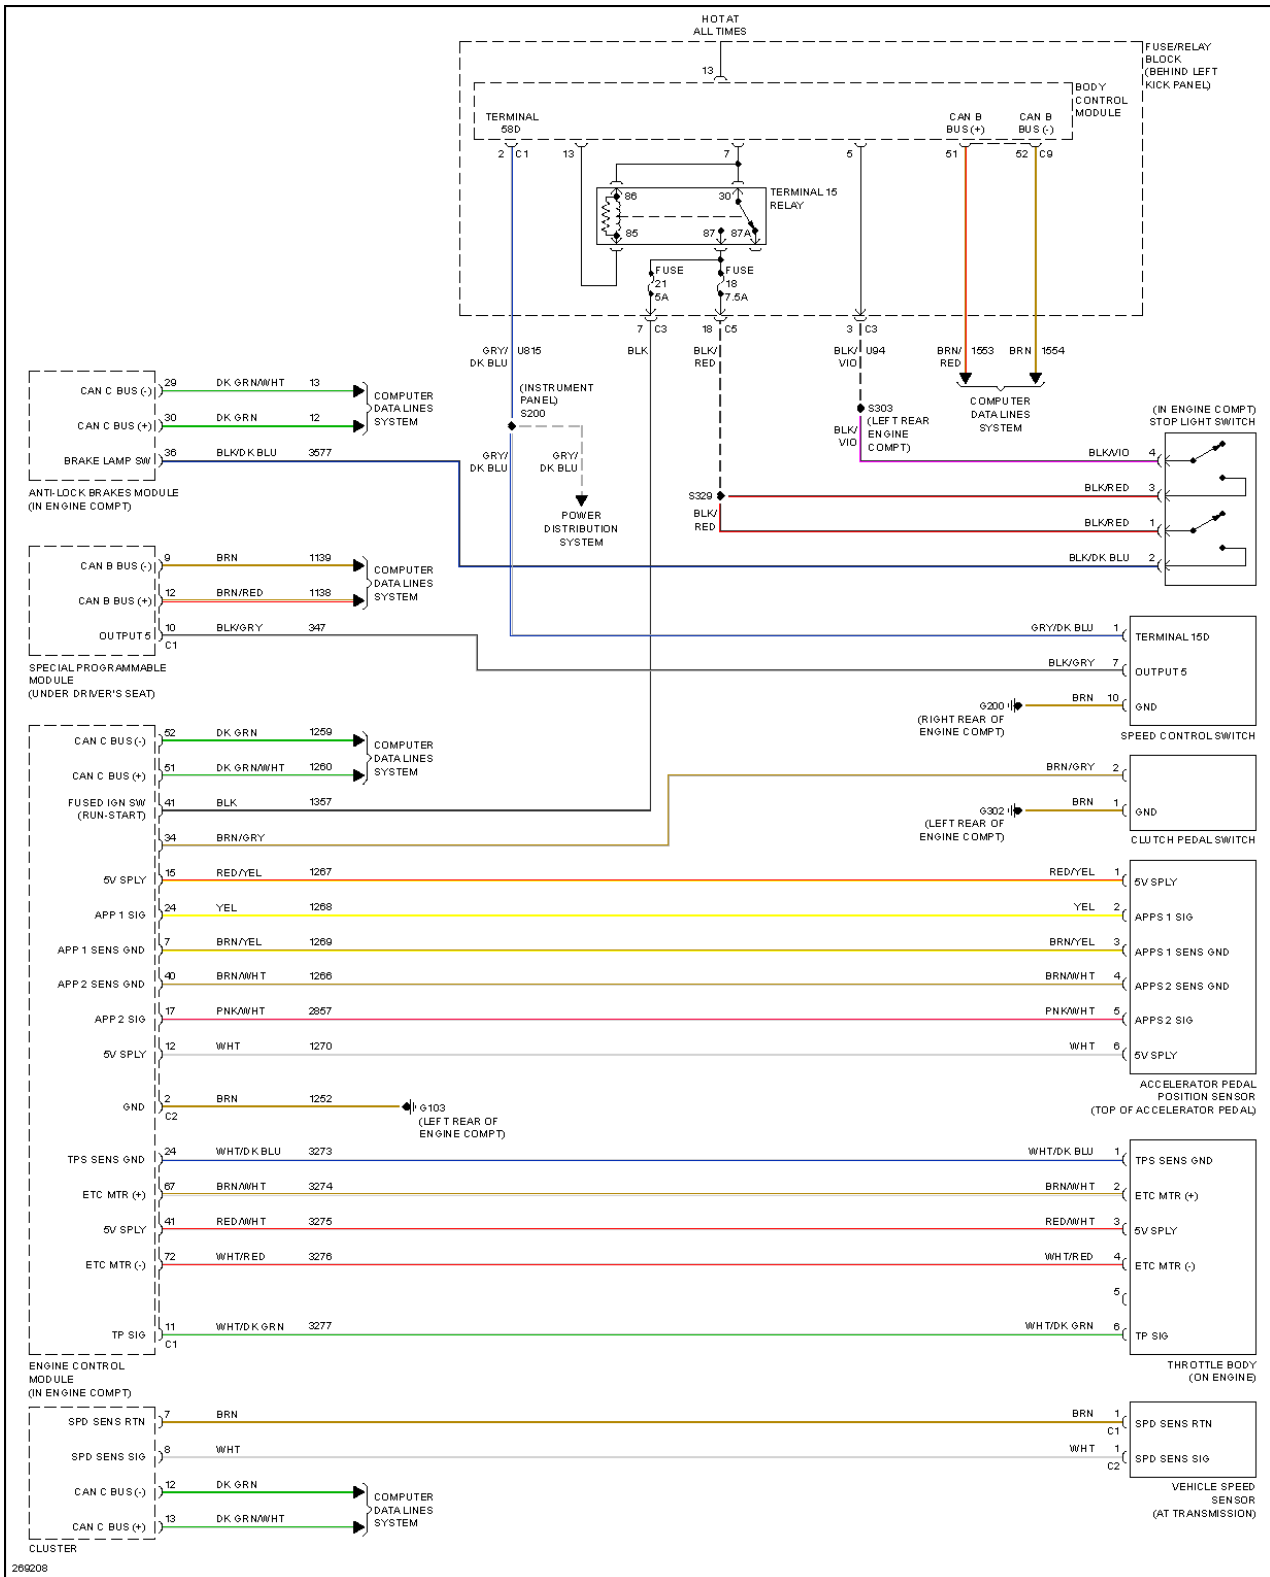 HOT AT
ALL TIMES
FUSE/RELAY
BLOCK
(BEHIND LEFT
KICK PANEL)
13
BODY
CONTROL
MODULE
TERMINAL
58D
CAN B
BUS (+)
CAN B
BUS (-)
2 C1
13
7
5
51
52 C9
86
30
TERMINAL 15
RELAY
85
87
87A
FUSE
21
5A
FUSE
18
7.5A
7 C3
18 C5
3 C3
GRY/
DK BLU
U815
BLK
BLK/
RED
BLK/
VIO
U94
BRN/
RED
1553
BRN
1554
COMPUTER
DATA LINES
SYSTEM
(INSTRUMENT
PANEL)
S200
GRY/
DK BLU
GRY/
DK BLU
POWER
DISTRIBUTION
SYSTEM
S303
(LEFT REAR
ENGINE
COMPT)
BLK/
VIO
S329
BLK/
RED
(IN ENGINE COMPT)
STOP LIGHT SWITCH
BLK/VIO 4
BLK/RED 3
BLK/RED 1
BLK/DK BLU 2
CAN C BUS (-) 29 DK GRN/WHT 13
CAN C BUS (+) 30 DK GRN 12
BRAKE LAMP SW 36 BLK/DK BLU 3577
COMPUTER
DATA LINES
SYSTEM
ANTI-LOCK BRAKES MODULE
(IN ENGINE COMPT)
CAN B BUS (-) 9 BRN 1139
CAN B BUS (+) 12 BRN/RED 1138
OUTPUT 5 10 BLK/GRY 347
C1
COMPUTER
DATA LINES
SYSTEM
SPECIAL PROGRAMMABLE
MODULE
(UNDER DRIVER'S SEAT)
GRY/DK BLU 1 TERMINAL 15D
BLK/GRY 7 OUTPUT 5
G200 BRN 10 GND
(RIGHT REAR OF
ENGINE COMPT)
SPEED CONTROL SWITCH
CAN C BUS (-) 52 DK GRN 1259
CAN C BUS (+) 51 DK GRN/WHT 1260
COMPUTER
DATA LINES
SYSTEM
FUSED IGN SW
(RUN-START)
41 BLK 1357
34 BRN/GRY
BRN/GRY 2
G302 BRN 1 GND
(LEFT REAR OF
ENGINE COMPT)
CLUTCH PEDAL SWITCH
5V SPLY 15 RED/YEL 1267 RED/YEL 1 5V SPLY
APP 1 SIG 24 YEL 1268 YEL 2 APPS 1 SIG
APP 1 SENS GND 7 BRN/YEL 1269 BRN/YEL 3 APPS 1 SENS GND
APP 2 SENS GND 40 BRN/WHT 1266 BRN/WHT 4 APPS 2 SENS GND
APP 2 SIG 17 PNK/WHT 2857 PNK/WHT 5 APPS 2 SIG
5V SPLY 12 WHT 1270 WHT 6 5V SPLY
ACCELERATOR PEDAL
POSITION SENSOR
(TOP OF ACCELERATOR PEDAL)
GND 2 BRN 1252 G103
C2
(LEFT REAR OF
ENGINE COMPT)
TPS SENS GND 24 WHT/DK BLU 3273 WHT/DK BLU 1 TPS SENS GND
ETC MTR (+) 67 BRN/WHT 3274 BRN/WHT 2 ETC MTR (+)
5V SPLY 41 RED/WHT 3275 RED/WHT 3 5V SPLY
ETC MTR (-) 72 WHT/RED 3276 WHT/RED 4 ETC MTR (-)
5
TP SIG 11 WHT/DK GRN 3277 WHT/DK GRN 6 TP SIG
C1
ENGINE CONTROL
MODULE
(IN ENGINE COMPT)
THROTTLE BODY
(ON ENGINE)
SPD SENS RTN 7 BRN BRN 1 SPD SENS RTN
C1
SPD SENS SIG 8 WHT WHT 1 SPD SENS SIG
C2
CAN C BUS (-) 12 DK GRN
CAN C BUS (+) 13 DK GRN/WHT
COMPUTER
DATA LINES
SYSTEM
VEHICLE SPEED
SENSOR
(AT TRANSMISSION)
CLUSTER
269208